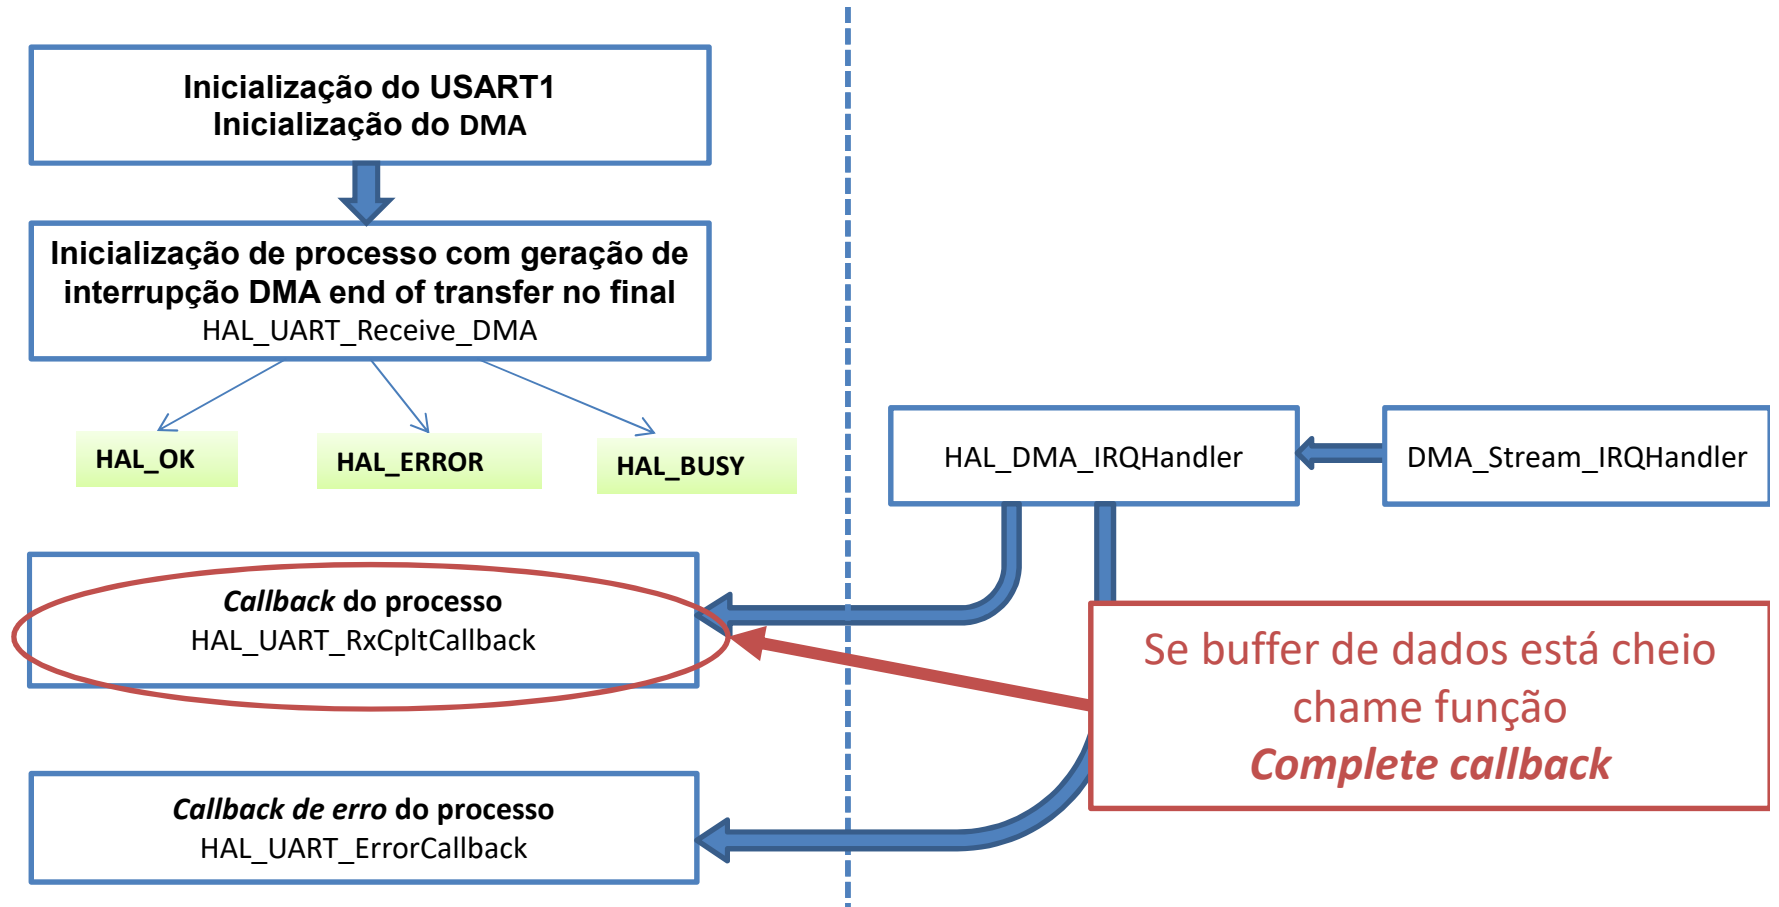 Inicialização do USART1
Inicialização do DMA
Inicialização de processo com geração de
interrupção DMA end of transfer no final
HAL_UART_Receive_DMA
HAL_OK
HAL_ERROR
HAL_BUSY
HAL_DMA_IRQHandler
DMA_Stream_IRQHandler
Callback do processo
HAL_UART_RxCpltCallback
Se buffer de dados está cheio
chame função
Complete callback
Callback de erro do processo
HAL_UART_ErrorCallback